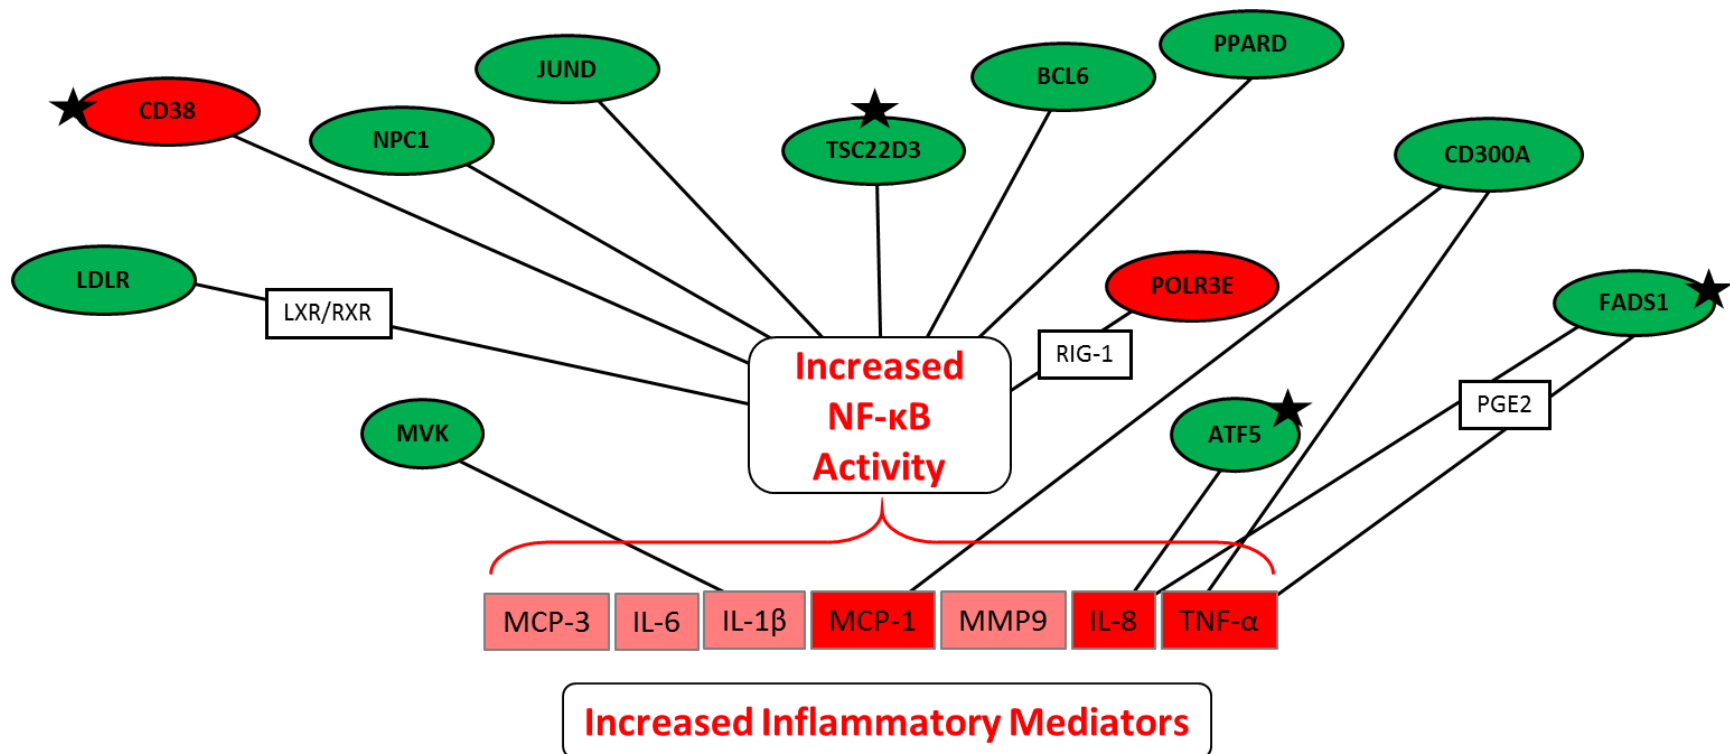 PPARD
JUND
BCL6
CD38
NPC1
TSC22D3
CD300A
LDLR
POLR3E
FADS1
LXR/RXR
RIG-1
Increased
NF-κB
Activity
PGE2
MVK
ATF5
MCP-3
IL-6
IL-1β
MCP-1
MMP9
IL-8
TNF-α
Increased Inflammatory Mediators